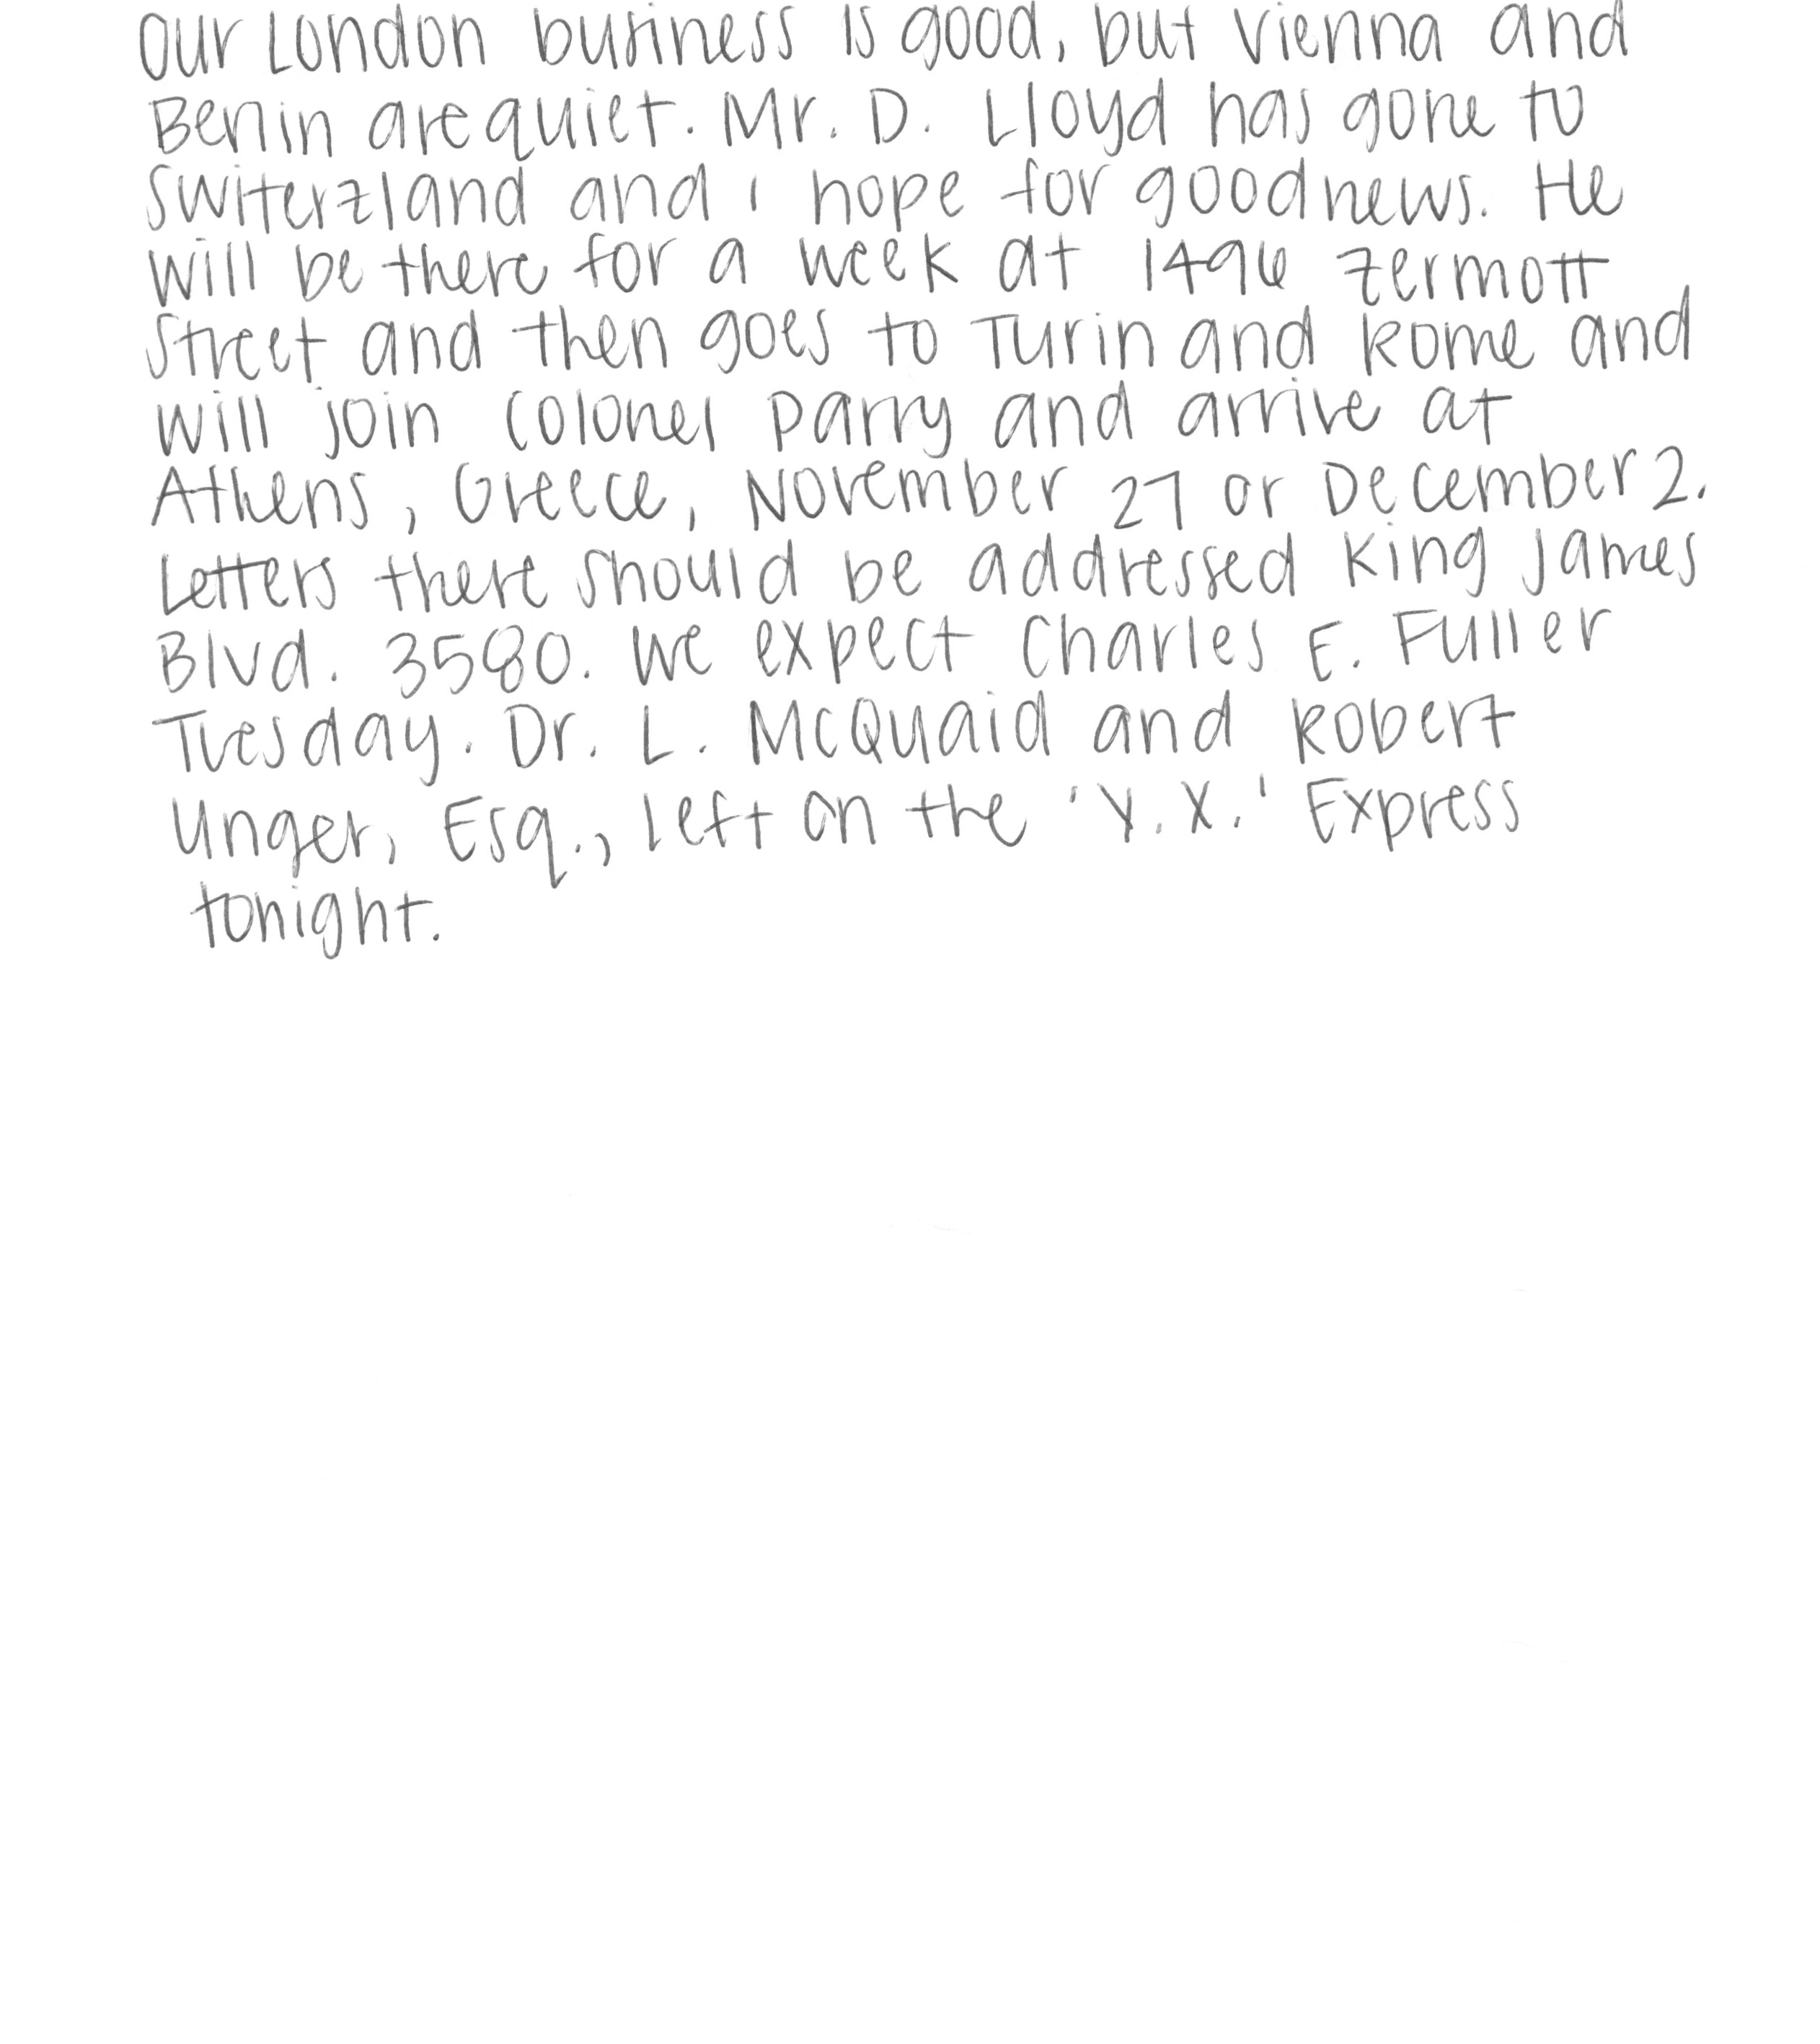 Our London business is good, but Vienna and
Berlin are quiet. Mr. D. Lloyd has gone to
Switerzland and i hope for good news. He
will be there for a week at 1496 Zermott
Street and then goes to Turin and Rome and
will join Colonel Parry and arrive at
Athens, Greece, November 27 or December 2.
Letters there should be addressed King James
Blvd. 3580. We expect Charles E. Fuller
Tuesday. Dr. L. McQuaid and Robert
Unger, Esq., left on the 'Y.X.' Express
tonight.